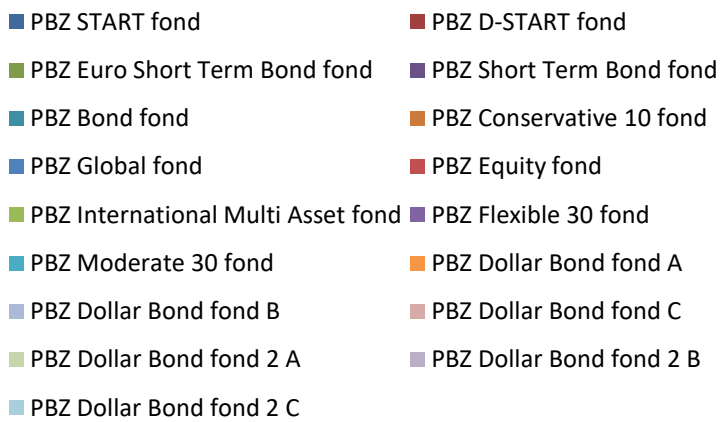 PBZ START fond PBZ D-START fond
PBZ Euro Short Term Bond fond PBZ Short Term Bond fond
PBZ Bond fond PBZ Conservative 10 fond
PBZ Global fond PBZ Equity fond
PBZ International Multi Asset fond PBZ Flexible 30 fond
PBZ Moderate 30 fond PBZ Dollar Bond fond A
PBZ Dollar Bond fond B PBZ Dollar Bond fond C
PBZ Dollar Bond fond 2 A PBZ Dollar Bond fond 2 B
PBZ Dollar Bond fond 2 C